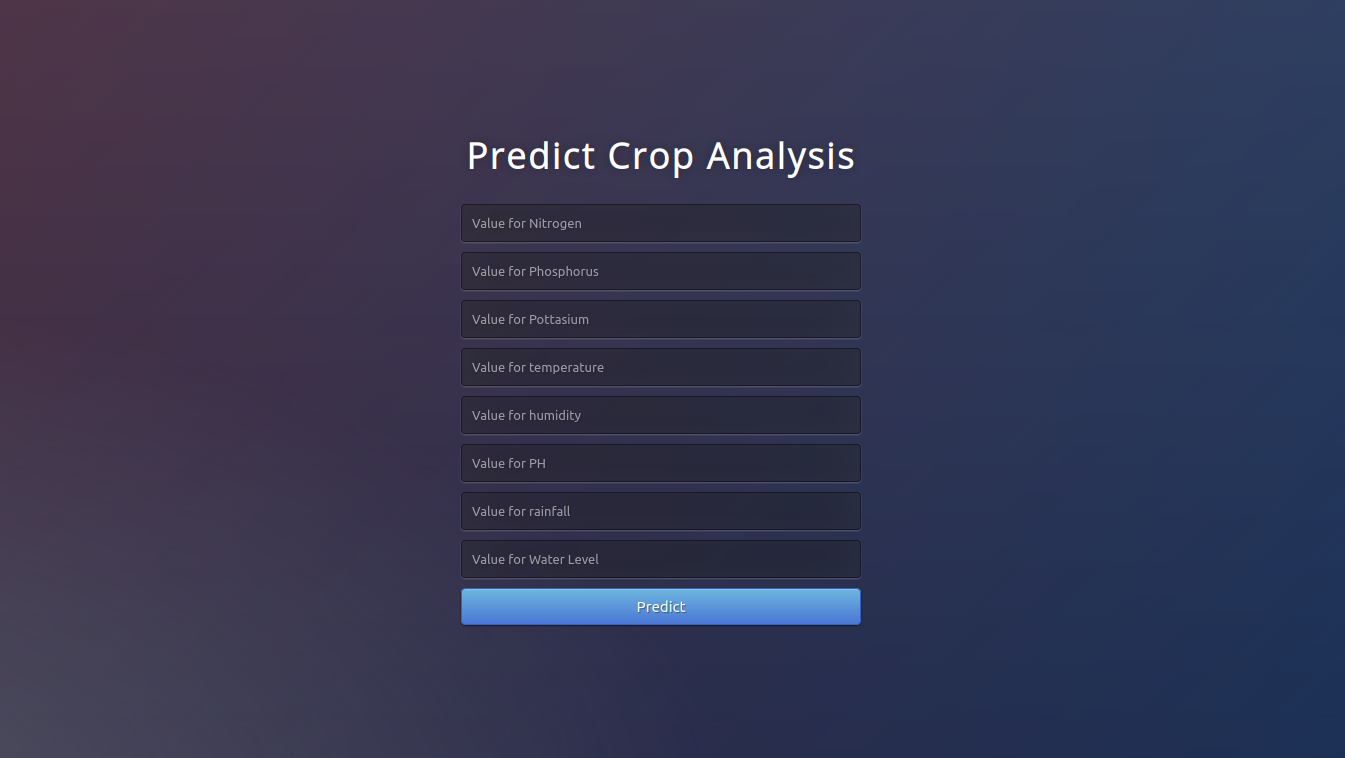 Predict Crop Analysis
Value for Nitrogen
Value for Phosphorus
Value for Pottasium
Value for temperature
Value for humidity
Value for PH
Value for rainfall
Value for Water Level
Predict